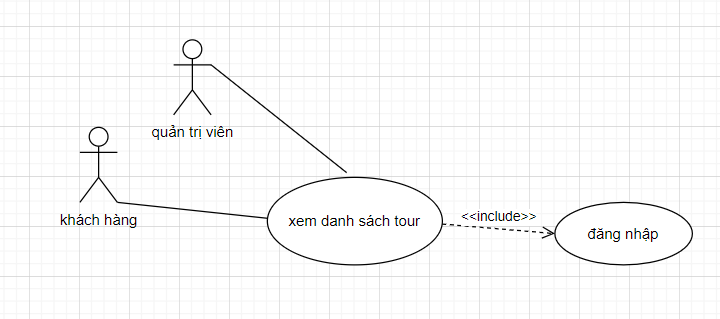 quản trị viên
khách hàng
xem danh sách tour
<<include>>
đăng nhập